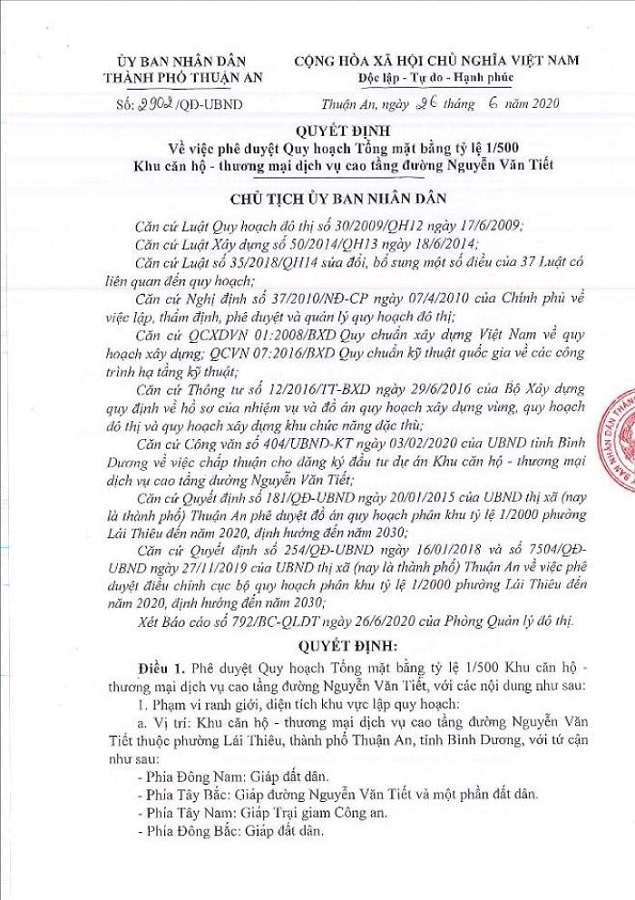 ỦY BAN NHÂN DÂN
THÀNH PHỐ THUẬN AN
CỘNG HÒA XÃ HỘI CHỦ NGHĨA VIỆT NAM
Độc lập - Tự do - Hạnh phúc
Số: 2902/QĐ-UBND
Thuận An, ngày 26 tháng 6 năm 2020
QUYẾT ĐỊNH
Về việc phê duyệt Quy hoạch Tổng mặt bằng tỷ lệ 1/500
Khu căn hộ - thương mại dịch vụ cao tầng đường Nguyễn Văn Tiết
CHỦ TỊCH ỦY BAN NHÂN DÂN
Căn cứ Luật Quy hoạch đô thị số 30/2009/QH12 ngày 17/6/2009;
Căn cứ Luật Xây dựng số 50/2014/QH13 ngày 18/6/2014;
Căn cứ Luật số 35/2018/QH14 sửa đổi, bổ sung một số điều của 37 Luật có
liên quan đến quy hoạch;
Căn cứ Nghị định số 37/2010/NĐ-CP ngày 07/4/2010 của Chính phủ về
việc lập, thẩm định, phê duyệt và quản lý quy hoạch đô thị;
Căn cứ QCXDVN 01:2008/BXD Quy chuẩn xây dựng Việt Nam về quy
hoạch xây dựng; QCVN 07:2016/BXD Quy chuẩn kỹ thuật quốc gia về các công
trình hạ tầng kỹ thuật;
Căn cứ Thông tư số 12/2016/TT-BXD ngày 29/6/2016 của Bộ Xây dựng
quy định về hồ sơ của nhiệm vụ và đồ án quy hoạch xây dựng vùng, quy hoạch
đô thị và quy hoạch xây dựng khu chức năng đặc thù;
Căn cứ Công văn số 404/UBND-KT ngày 03/02/2020 của UBND tỉnh Bình
Dương về việc chấp thuận cho đăng ký đầu tư dự án Khu căn hộ - thương mại
dịch vụ cao tầng đường Nguyễn Văn Tiết;
Căn cứ Quyết định số 181/QĐ-UBND ngày 20/01/2015 của UBND thị xã (nay
là thành phố) Thuận An phê duyệt đồ án quy hoạch phân khu tỷ lệ 1/2000 phường
Lái Thiêu đến năm 2020, định hướng đến năm 2030;
Căn cứ Quyết định số 254/QĐ-UBND ngày 16/01/2018 và số 7504/QĐ-
UBND ngày 27/11/2019 của UBND thị xã (nay là thành phố) Thuận An về việc phê
duyệt điều chỉnh cục bộ quy hoạch phân khu tỷ lệ 1/2000 phường Lái Thiêu đến
năm 2020, định hướng đến năm 2030;
Xét Báo cáo số 792/BC-QLĐT ngày 26/6/2020 của Phòng Quản lý đô thị.
QUYẾT ĐỊNH:
Điều 1. Phê duyệt Quy hoạch Tổng mặt bằng tỷ lệ 1/500 Khu căn hộ -
thương mại dịch vụ cao tầng đường Nguyễn Văn Tiết, với các nội dung như sau:
1. Phạm vi ranh giới, diện tích khu vực lập quy hoạch:
a. Vị trí: Khu căn hộ - thương mại dịch vụ cao tầng đường Nguyễn Văn
Tiết thuộc phường Lái Thiêu, thành phố Thuận An, tỉnh Bình Dương, với tứ cận
như sau:
- Phía Đông Nam: Giáp đất dân.
- Phía Tây Bắc: Giáp đường Nguyễn Văn Tiết và một phần đất dân.
- Phía Tây Nam: Giáp Trại giam Công an.
- Phía Đông Bắc: Giáp đất dân.